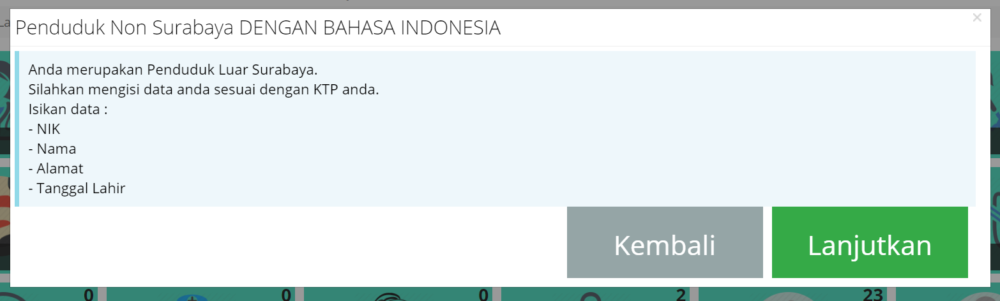 Penduduk Non Surabaya DENGAN BAHASA INDONESIA
×
Anda merupakan Penduduk Luar Surabaya.
Silahkan mengisi data anda sesuai dengan KTP anda.
Isikan data :
- NIK
- Nama
- Alamat
- Tanggal Lahir
Kembali Lanjutkan
0 0 0 2 23